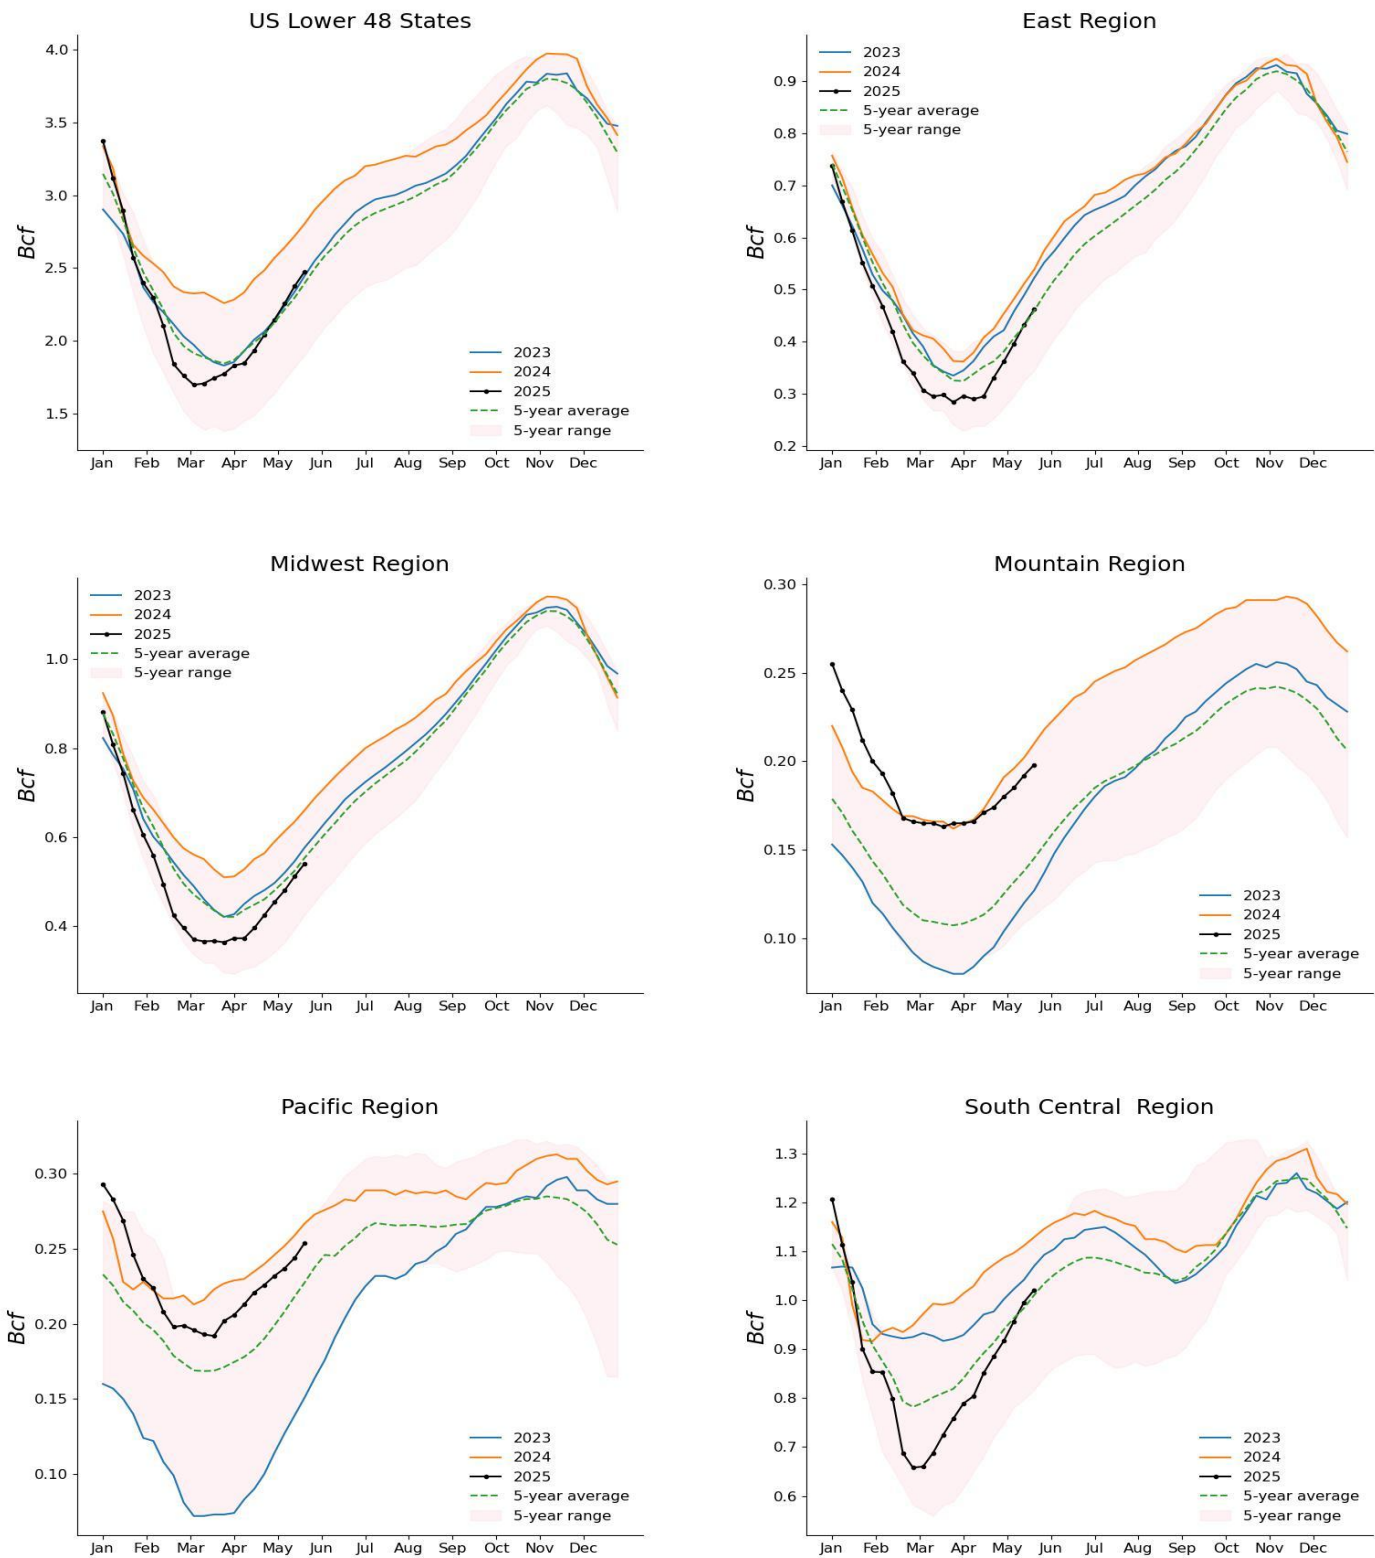 US Lower 48 States
4.0
3.5
3.0
2.5
2.0
1.5
Bcf
Jan Feb Mar Apr May Jun Jul Aug Sep Oct Nov Dec
2023
2024
2025
5-year average
5-year range
East Region
0.9
0.8
0.7
0.6
0.5
0.4
0.3
0.2
Bcf
Jan Feb Mar Apr May Jun Jul Aug Sep Oct Nov Dec
2023
2024
2025
5-year average
5-year range
Midwest Region
1.0
0.8
0.6
0.4
Bcf
Jan Feb Mar Apr May Jun Jul Aug Sep Oct Nov Dec
2023
2024
2025
5-year average
5-year range
Mountain Region
0.30
0.25
0.20
0.15
0.10
Bcf
Jan Feb Mar Apr May Jun Jul Aug Sep Oct Nov Dec
2023
2024
2025
5-year average
5-year range
Pacific Region
0.30
0.25
0.20
0.15
0.10
Bcf
Jan Feb Mar Apr May Jun Jul Aug Sep Oct Nov Dec
2023
2024
2025
5-year average
5-year range
South Central  Region
1.3
1.2
1.1
1.0
0.9
0.8
0.7
0.6
Bcf
Jan Feb Mar Apr May Jun Jul Aug Sep Oct Nov Dec
2023
2024
2025
5-year average
5-year range